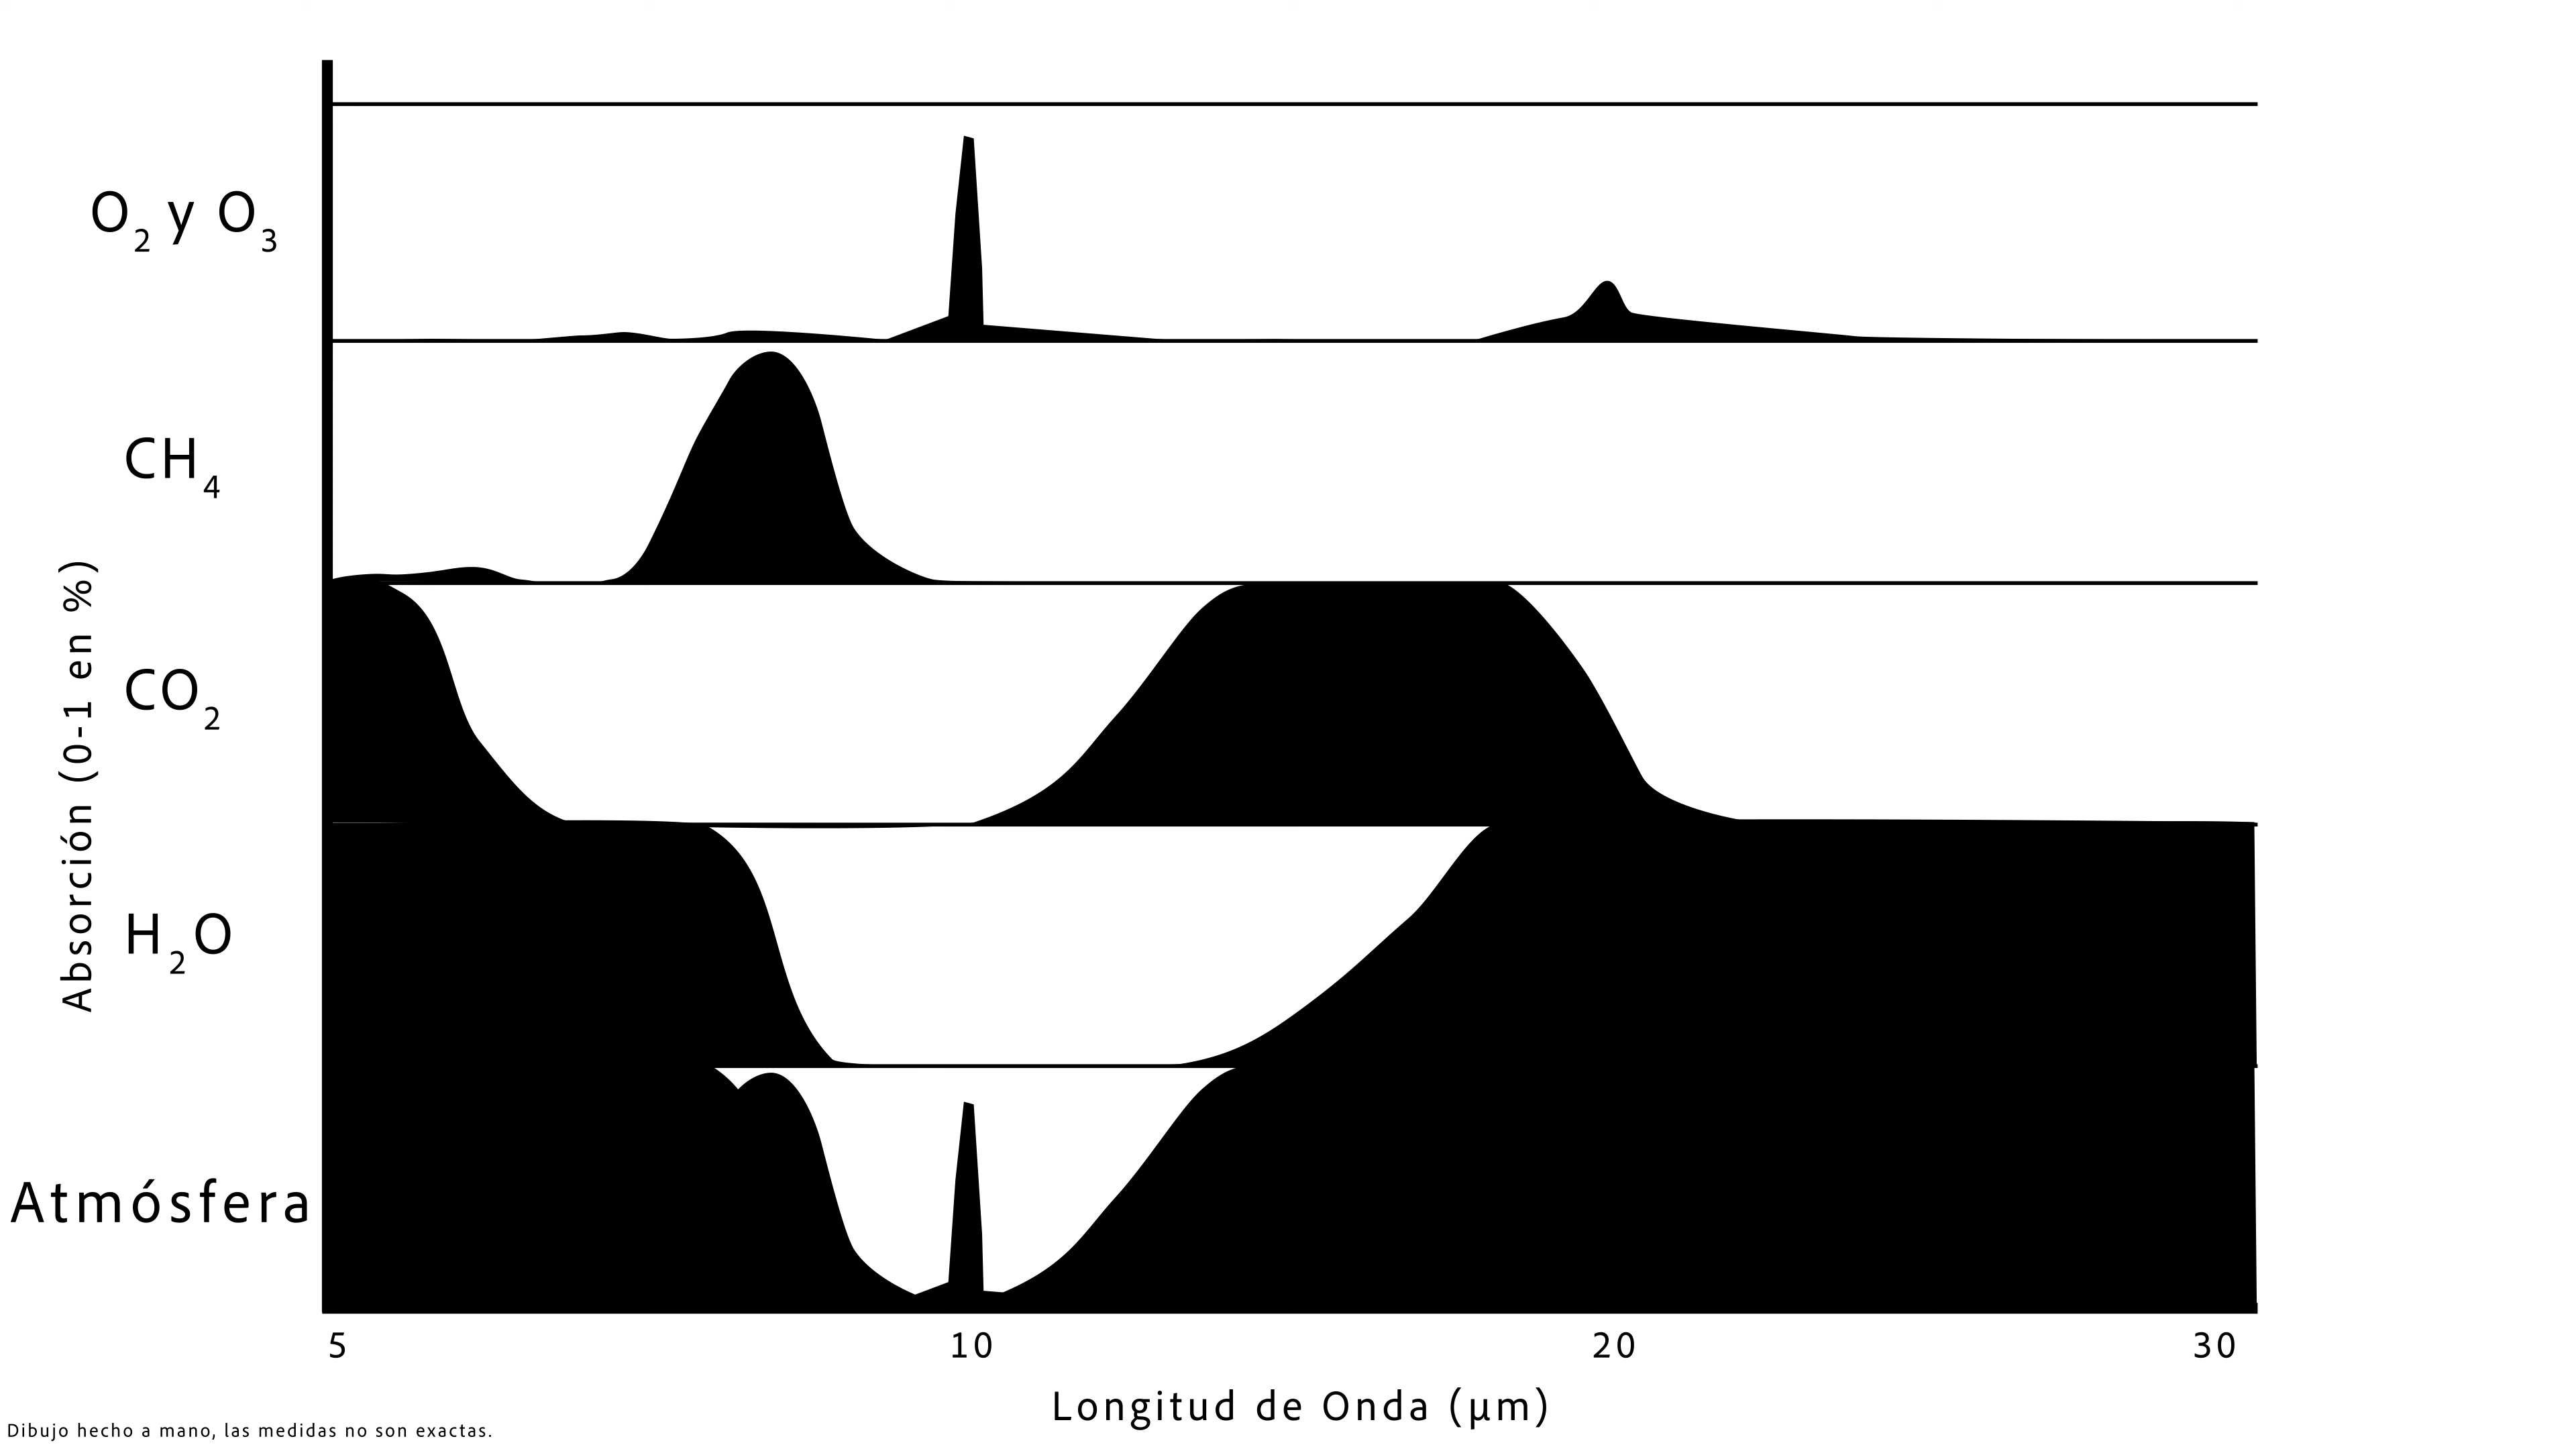 O₂ y O₃
CH₄
CO₂
H₂O
Atmósfera
Absorción (0-1 en %)
5 10 20 30
Longitud de Onda (µm)
Dibujo hecho a mano, las medidas no son exactas.